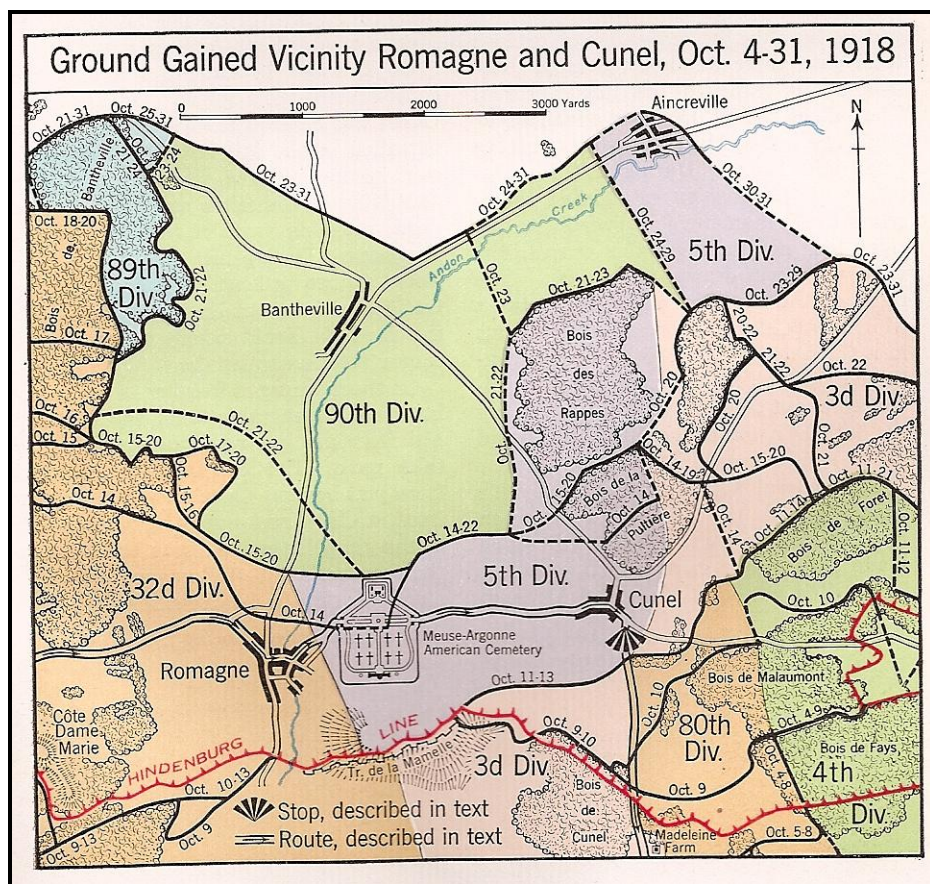 Ground Gained Vicinity Romagne and Cunel, Oct. 4-31, 1918
0 1000 2000 3000 Yards
N
Aincreville
Oct. 21-31
Oct. 25-31
21-24
23-24
Bois de Bantheville
Oct. 23-31
Oct. 24-31
Andon Creek
Oct. 30-31
Oct. 24-29
5th Div.
Oct. 18-20
89th
Div.
Oct. 21-22
Bantheville
Oct. 23
Oct. 21-23
Oct. 23-29
Oct. 23-31
20-22
21-22
Oct. 17
Bois
des
Rappes
Oct. 21-22
Oct. 20
Oct. 20
Oct. 22
3d Div.
90th Div.
Oct. 16
Oct. 15
Oct. 15-20
Oct. 17-20
Oct. 21-22
Oct. 15-16
Oct. 14
Oct. 15-20
Oct. 14-19
Oct. 15-20
Oct. 21
Oct. 11-21
Bois de la
Pultière
Oct. 14
Oct. 14
Oct. 11-14
Bois de Foret
Oct. 11-12
Oct. 15-20
Oct. 14-22
32d Div.
5th Div.
Oct. 14
Cunel
Oct. 10
Meuse-Argonne
American Cemetery
Romagne
Oct. 11-13
Oct. 10
Bois de Malaumont
Côte
Dame
Marie
HINDENBURG LINE
Oct. 9-10
80th
Div.
Oct. 4-9
Bois de Fays
4th
Div.
Tr. de la Mamelle
3d Div.
Oct. 10-13
Oct. 9
Oct. 4-8
Stop, described in text
Bois
de
Cunel
Oct. 9-13
Oct. 9
Route, described in text
Madeleine
Farm
Oct. 5-8